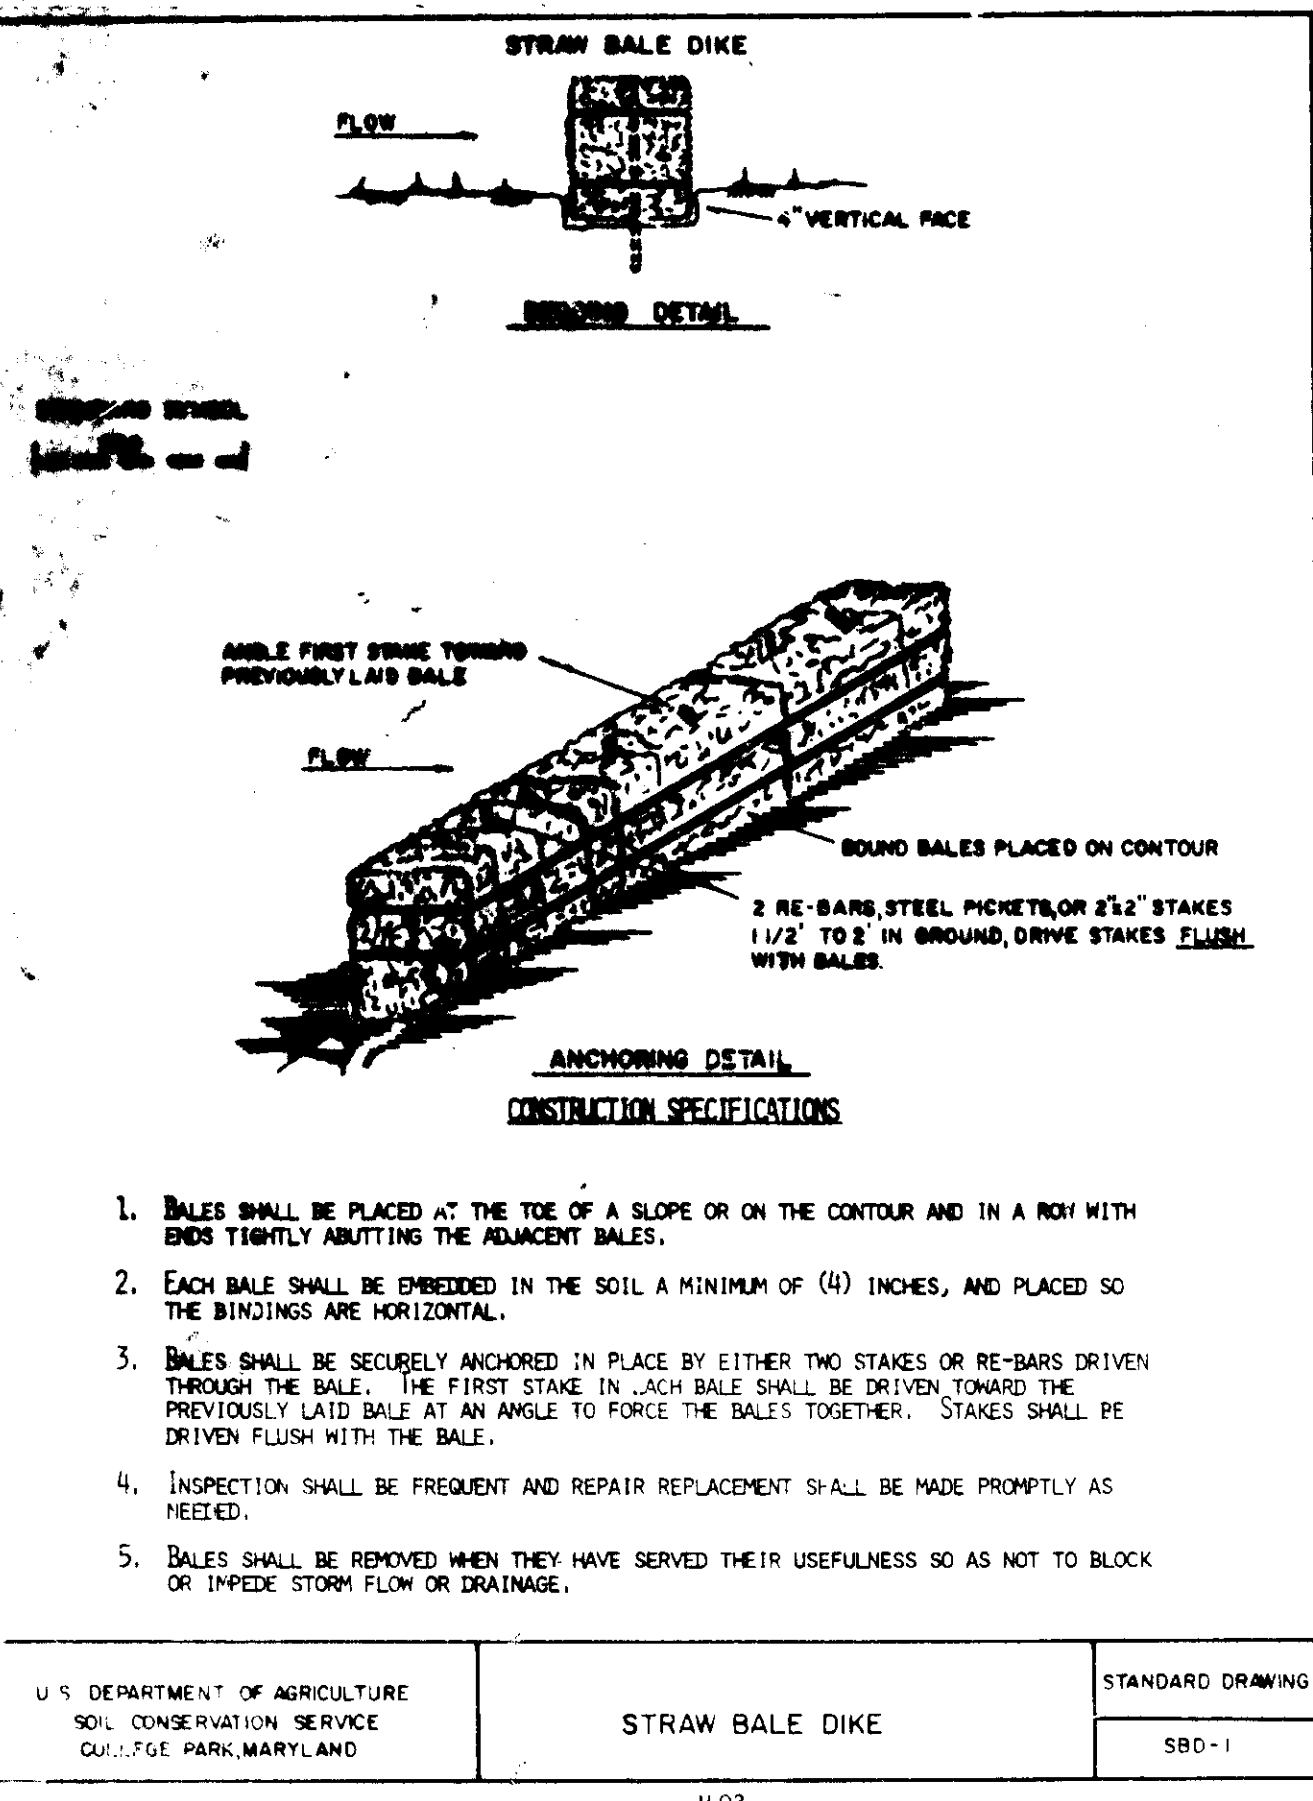 STRAW BALE DIKE
FLOW
4" VERTICAL FACE
BEDDING DETAIL
STANDARD SYMBOL
ANGLE FIRST STAKE TOWARD
PREVIOUSLY LAID BALE
FLOW
BOUND BALES PLACED ON CONTOUR
2 RE-BARS, STEEL PICKETS, OR 2"x2" STAKES
1 1/2' TO 2' IN GROUND, DRIVE STAKES FLUSH
WITH BALES.
ANCHORING DETAIL
CONSTRUCTION SPECIFICATIONS
1. BALES SHALL BE PLACED AT THE TOE OF A SLOPE OR ON THE CONTOUR AND IN A ROW WITH
ENDS TIGHTLY ABUTTING THE ADJACENT BALES.
2. EACH BALE SHALL BE EMBEDDED IN THE SOIL A MINIMUM OF (4) INCHES, AND PLACED SO
THE BINDINGS ARE HORIZONTAL.
3. BALES SHALL BE SECURELY ANCHORED IN PLACE BY EITHER TWO STAKES OR RE-BARS DRIVEN
THROUGH THE BALE. THE FIRST STAKE IN EACH BALE SHALL BE DRIVEN TOWARD THE
PREVIOUSLY LAID BALE AT AN ANGLE TO FORCE THE BALES TOGETHER. STAKES SHALL BE
DRIVEN FLUSH WITH THE BALE.
4. INSPECTION SHALL BE FREQUENT AND REPAIR REPLACEMENT SHALL BE MADE PROMPTLY AS
NEEDED.
5. BALES SHALL BE REMOVED WHEN THEY HAVE SERVED THEIR USEFULNESS SO AS NOT TO BLOCK
OR IMPEDE STORM FLOW OR DRAINAGE.
U S DEPARTMENT OF AGRICULTURE
SOIL CONSERVATION SERVICE
COLLEGE PARK, MARYLAND
STRAW BALE DIKE
STANDARD DRAWING
SBD-1